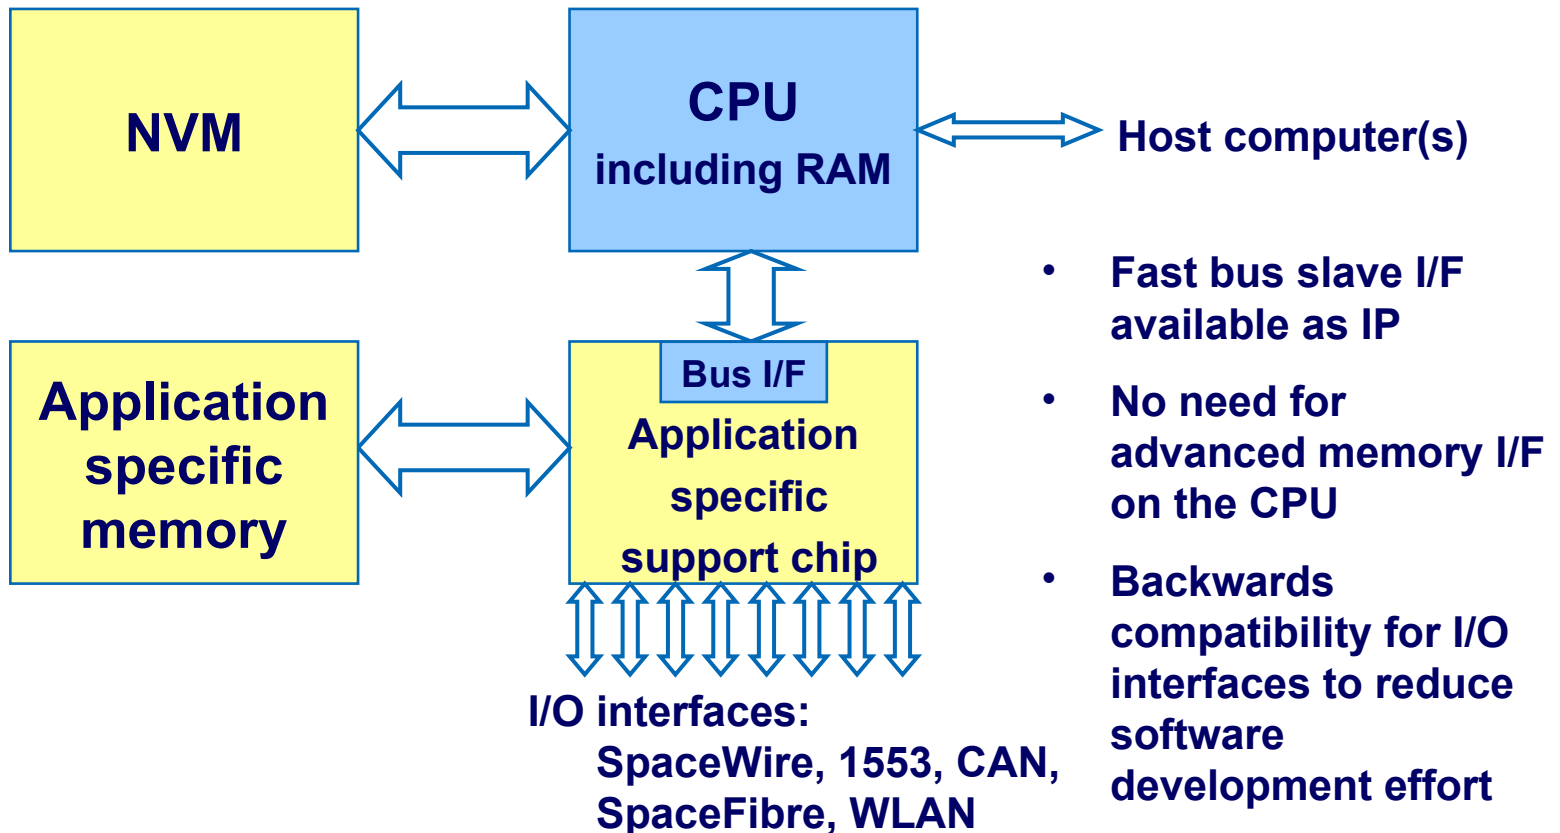 NVM
CPU
including RAM
Host computer(s)
Application
specific
memory
Bus I/F
Application
specific
support chip
I/O interfaces:
SpaceWire, 1553, CAN,
SpaceFibre, WLAN
• Fast bus slave I/F
available as IP
• No need for
advanced memory I/F
on the CPU
• Backwards
compatibility for I/O
interfaces to reduce
software
development effort